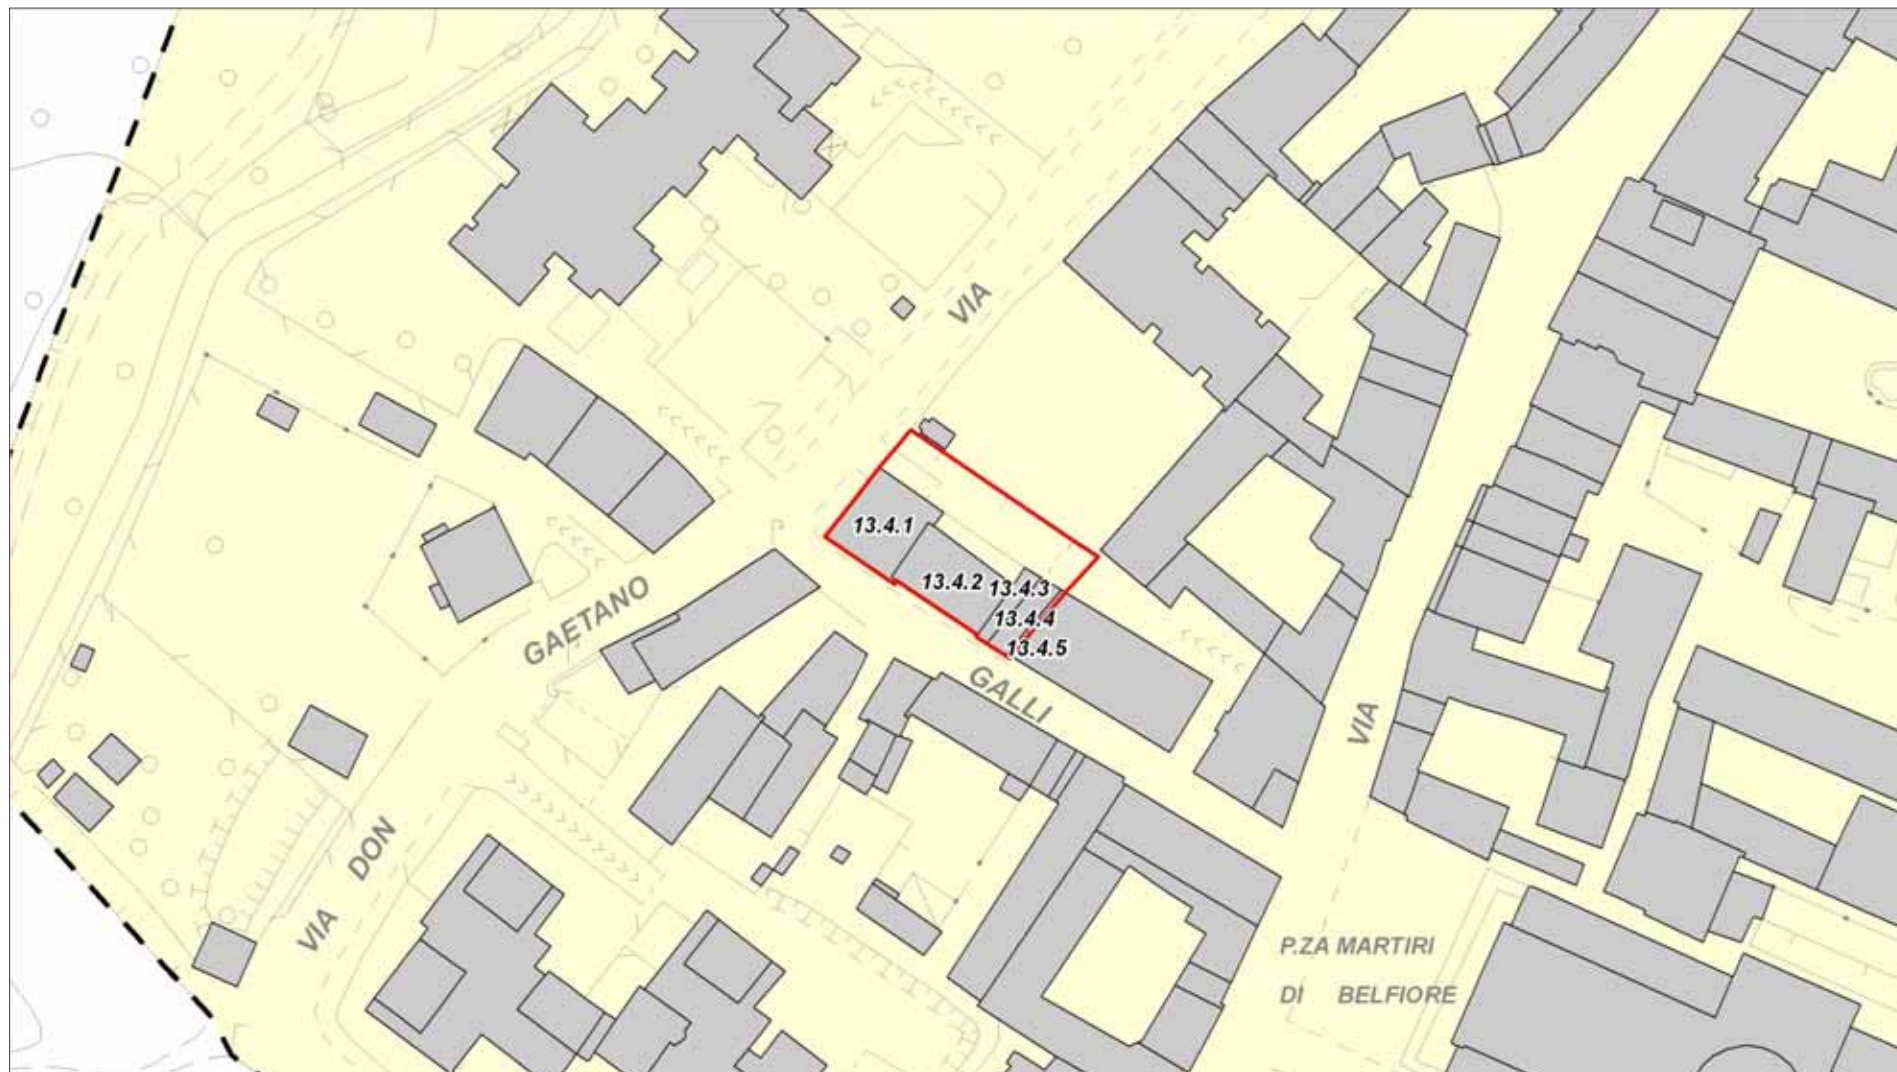 VIA
13.4.1
13.4.2
13.4.3
13.4.4
13.4.5
GAETANO
GALLI
VIA
DON
VIA
P.ZA MARTIRI
DI BELFIORE